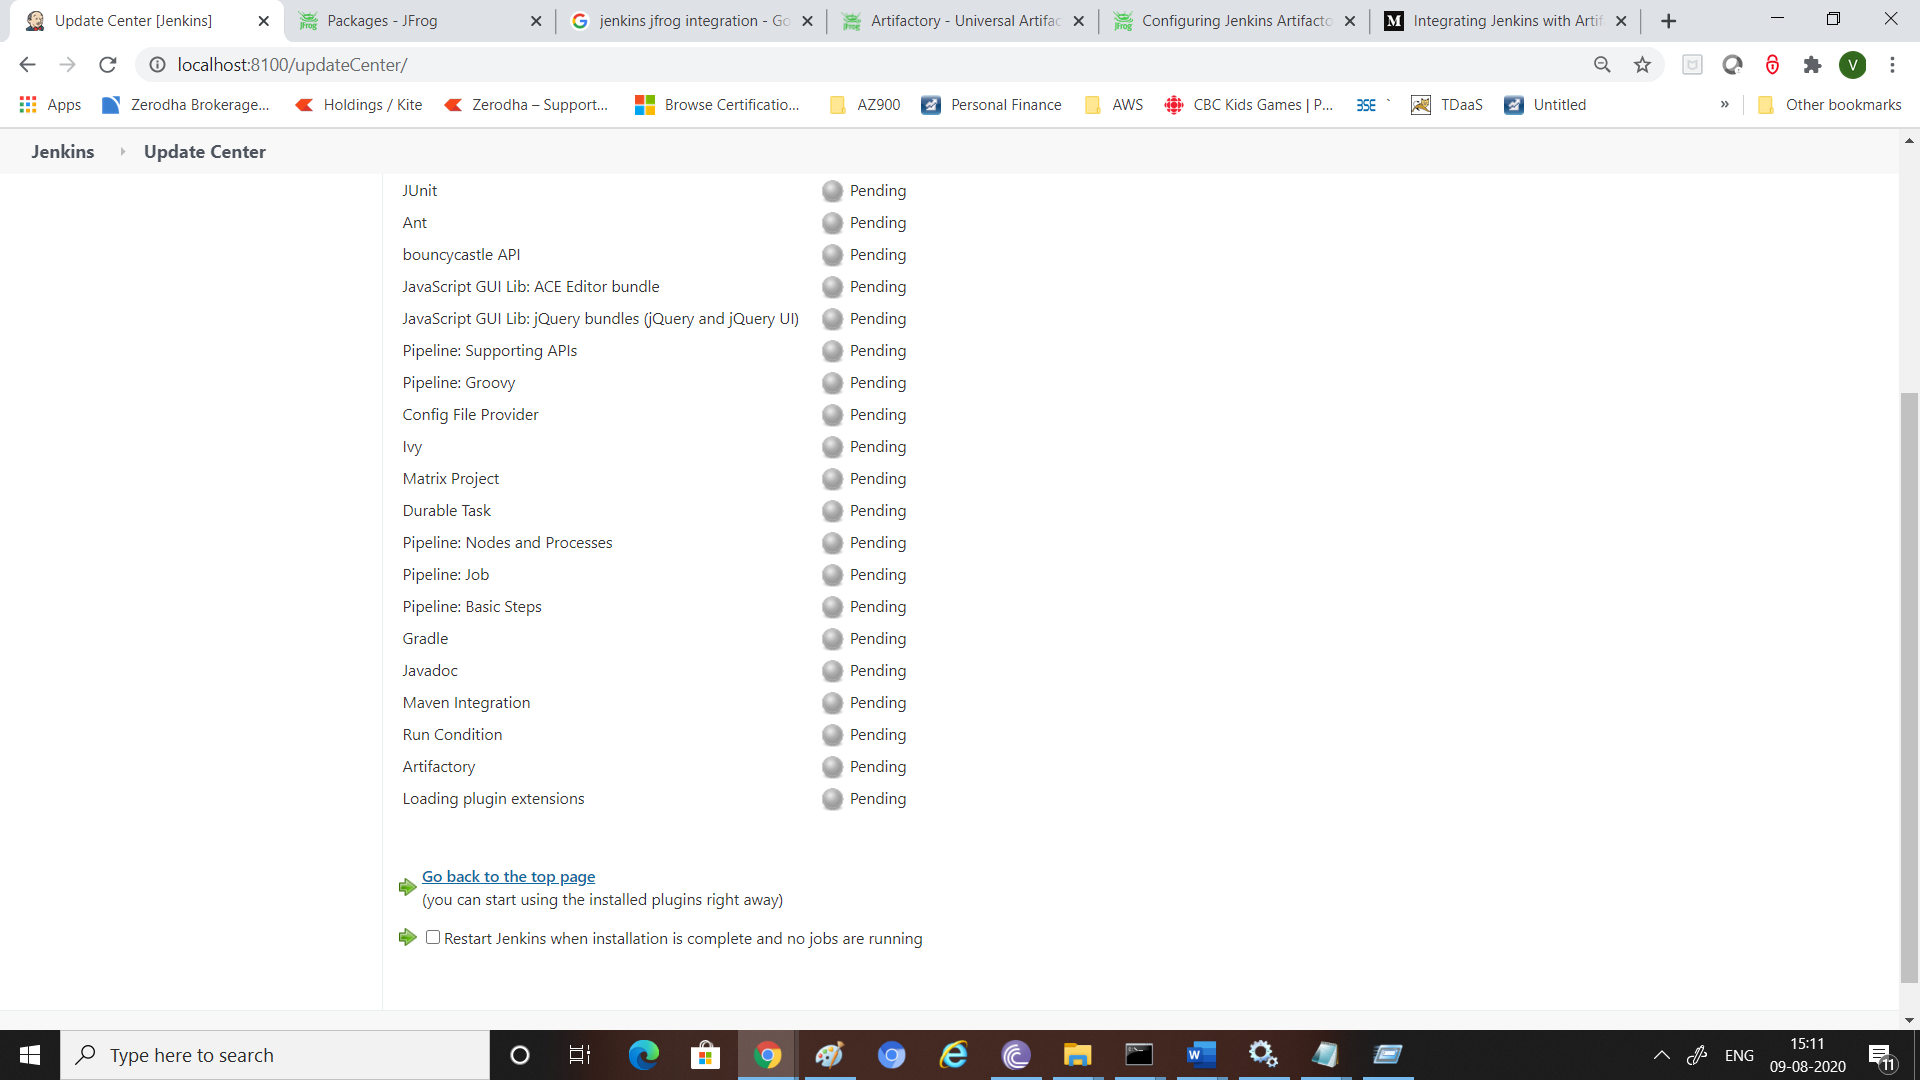 Update Center [Jenkins]
Packages - JFrog
jenkins jfrog integration - Go
Artifactory - Universal Artifac
Configuring Jenkins Artifacto
Integrating Jenkins with Artif
localhost:8100/updateCenter/
V
Apps
Zerodha Brokerage...
Holdings / Kite
Zerodha – Support...
Browse Certificatio...
AZ900
Personal Finance
AWS
CBC Kids Games | P...
BSE `
TDaaS
Untitled
»
Other bookmarks
Jenkins
Update Center
JUnit Pending
Ant Pending
bouncycastle API Pending
JavaScript GUI Lib: ACE Editor bundle Pending
JavaScript GUI Lib: jQuery bundles (jQuery and jQuery UI) Pending
Pipeline: Supporting APIs Pending
Pipeline: Groovy Pending
Config File Provider Pending
Ivy Pending
Matrix Project Pending
Durable Task Pending
Pipeline: Nodes and Processes Pending
Pipeline: Job Pending
Pipeline: Basic Steps Pending
Gradle Pending
Javadoc Pending
Maven Integration Pending
Run Condition Pending
Artifactory Pending
Loading plugin extensions Pending
Go back to the top page
(you can start using the installed plugins right away)
Restart Jenkins when installation is complete and no jobs are running
Type here to search
ENG
15:11
09-08-2020
11